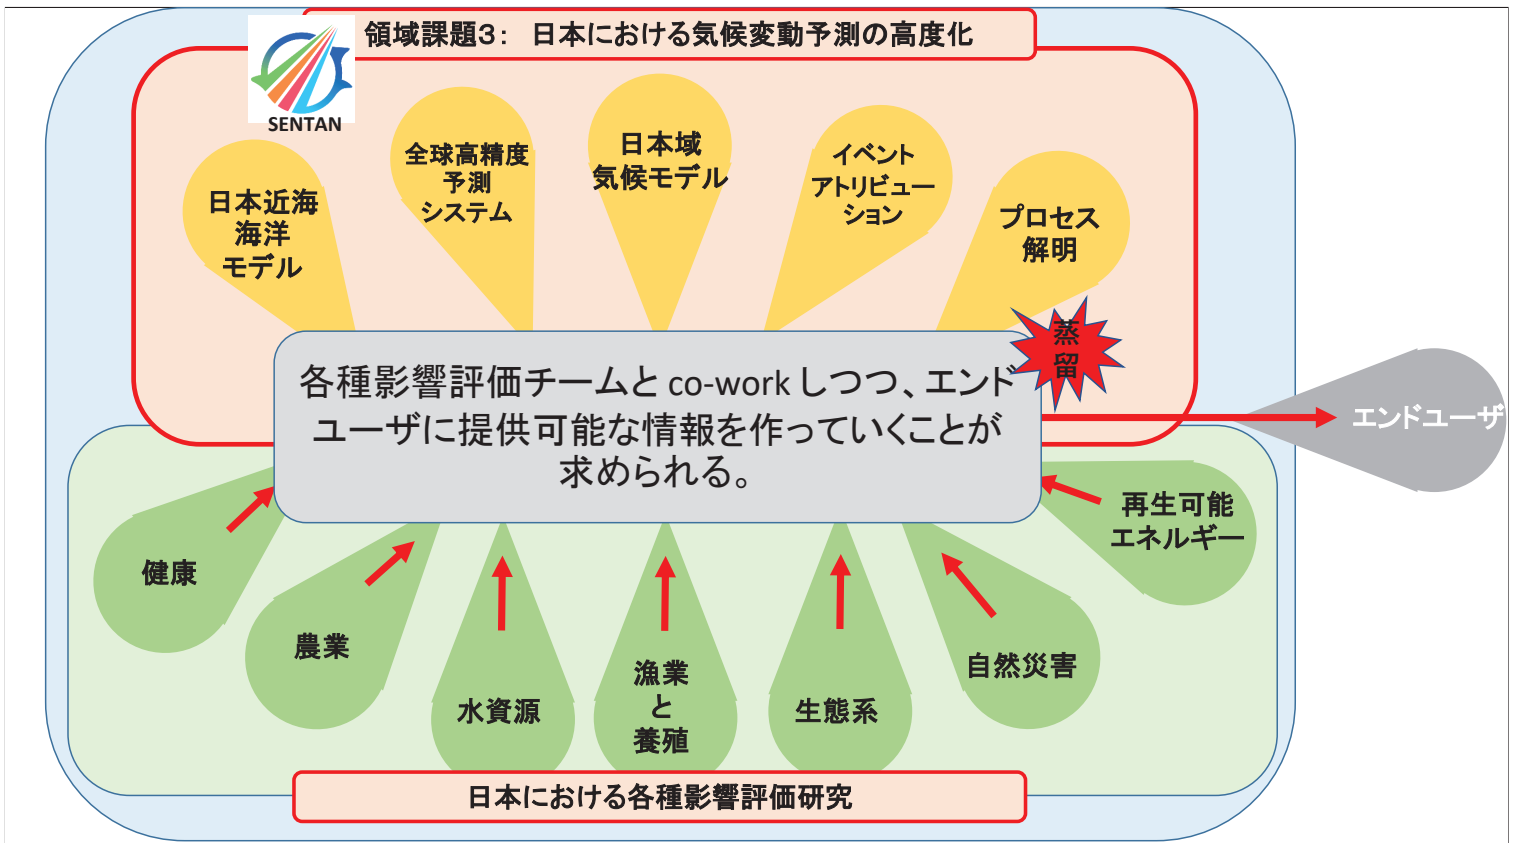 領域課題３： 日本における気候変動予測の高度化
SENTAN
日本近海
海洋
モデル
全球高精度
予測
システム
日本域
気候モデル
イベント
アトリビュー
ション
プロセス
解明
蒸
留
各種影響評価チームと co-work しつつ、エンド
ユーザに提供可能な情報を作っていくことが
求められる。
エンドユーザ
健康
農業
水資源
漁業
と
養殖
生態系
自然災害
再生可能
エネルギー
日本における各種影響評価研究